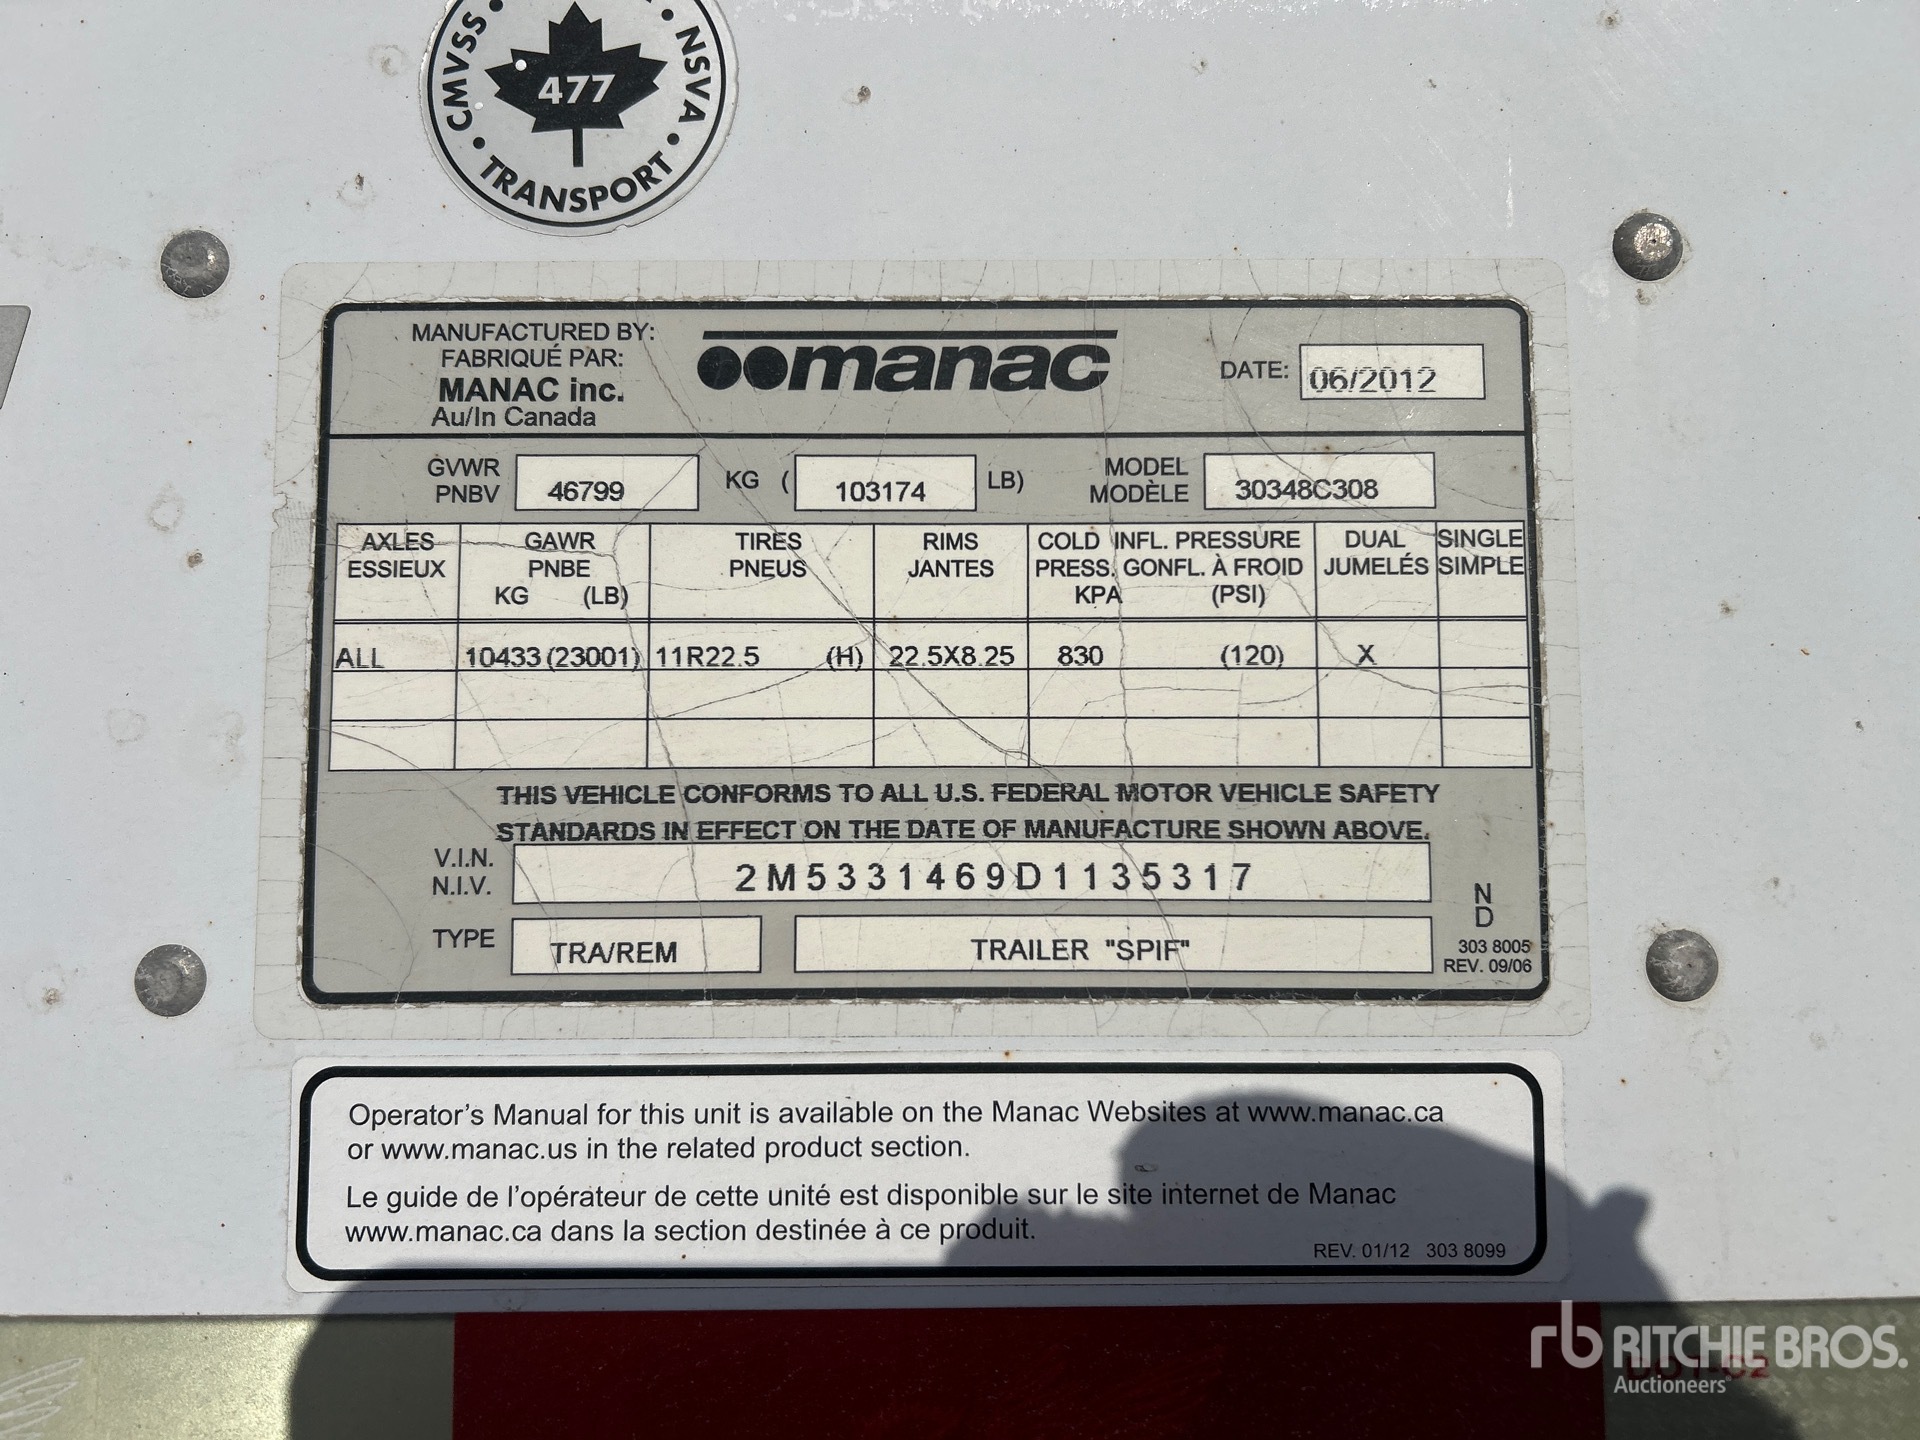 CMVSS • • NSVA •
477
• TRANSPORT
MANUFACTURED BY:
FABRIQUÉ PAR:
MANAC inc.
Au/In Canada
manac
DATE: 06/2012
GVWR
PNBV
46799 KG ( 103174 LB)
MODEL
MODÈLE
30348C308
AXLES
ESSIEUX
GAWR
PNBE
KG (LB)
TIRES
PNEUS
RIMS
JANTES
COLD INFL. PRESSURE
PRESS. GONFL. À FROID
KPA (PSI)
DUAL
JUMELÉS
SINGLE
SIMPLE
ALL 10433 (23001) 11R22.5 (H) 22.5X8.25 830 (120) X
THIS VEHICLE CONFORMS TO ALL U.S. FEDERAL MOTOR VEHICLE SAFETY
STANDARDS IN EFFECT ON THE DATE OF MANUFACTURE SHOWN ABOVE.
V.I.N.
N.I.V.
2M5331469D1135317
TYPE TRA/REM TRAILER "SPIF"
N
D
303 8005
REV. 09/06
Operator's Manual for this unit is available on the Manac Websites at www.manac.ca
or www.manac.us in the related product section.
Le guide de l'opérateur de cette unité est disponible sur le site internet de Manac
www.manac.ca dans la section destinée à ce produit.
REV. 01/12 303 8099
rb RITCHIE BROS.
Auctioneers
DOT-C2